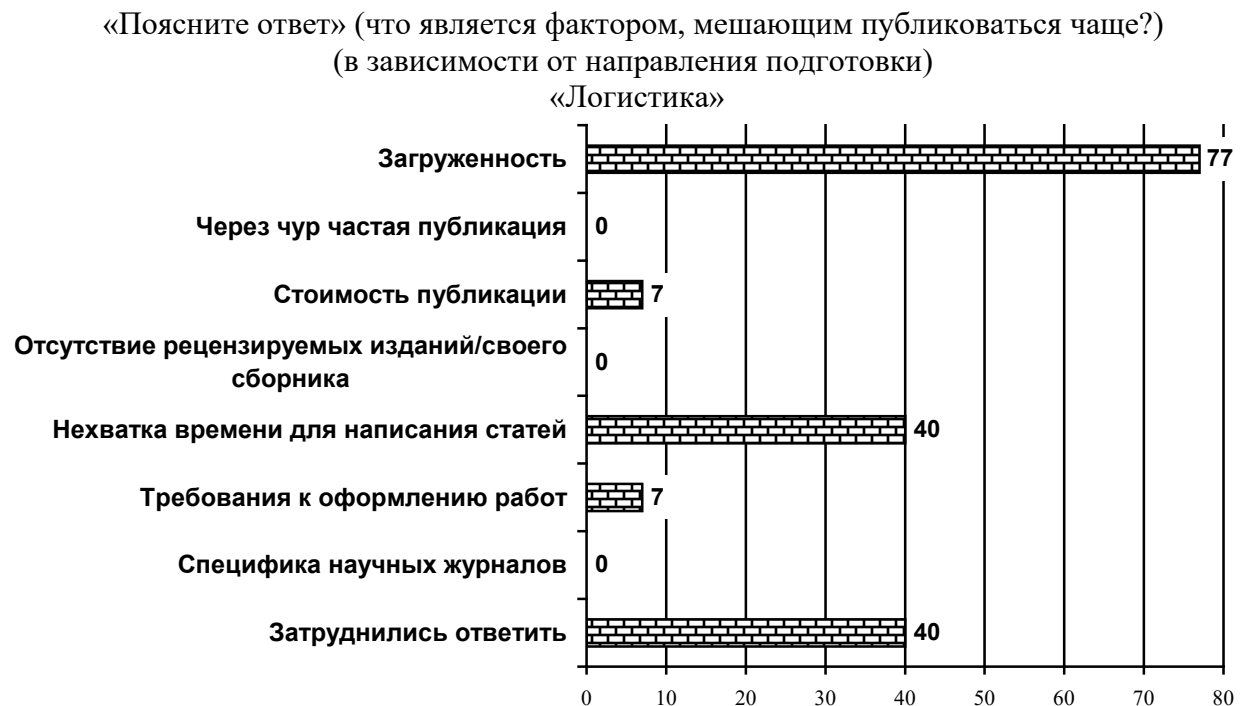 «Поясните ответ» (что является фактором, мешающим публиковаться чаще?)
(в зависимости от направления подготовки)
«Логистика»
Загруженность
77
Через чур частая публикация
0
Стоимость публикации
7
Отсутствие рецензируемых изданий/своего
сборника
0
Нехватка времени для написания статей
40
Требования к оформлению работ
7
Специфика научных журналов
0
Затруднились ответить
40
0 10 20 30 40 50 60 70 80